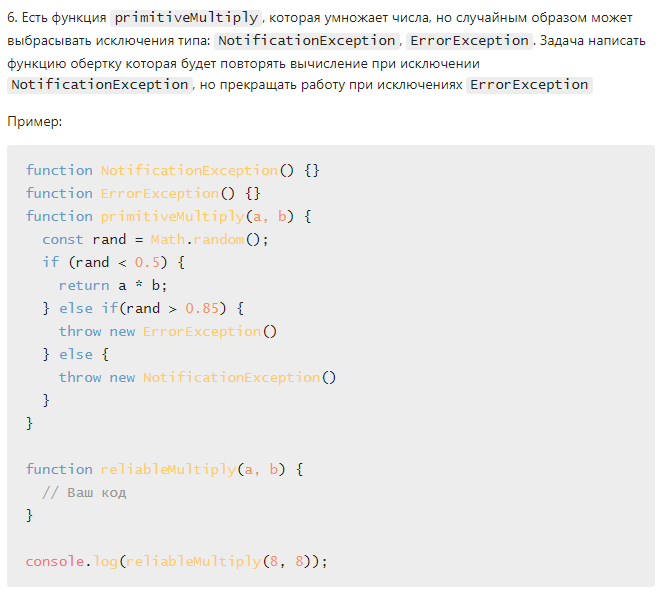 6. Есть функция primitiveMultiply, которая умножает числа, но случайным образом может
выбрасывать исключения типа: NotificationException, ErrorException. Задача написать
функцию обертку которая будет повторять вычисление при исключении
NotificationException, но прекращать работу при исключениях ErrorException
Пример:
function NotificationException() {}
function ErrorException() {}
function primitiveMultiply(a, b) {
  const rand = Math.random();
  if (rand < 0.5) {
    return a * b;
  } else if(rand > 0.85) {
    throw new ErrorException()
  } else {
    throw new NotificationException()
  }
}
function reliableMultiply(a, b) {
  // Ваш код
}
console.log(reliableMultiply(8, 8));